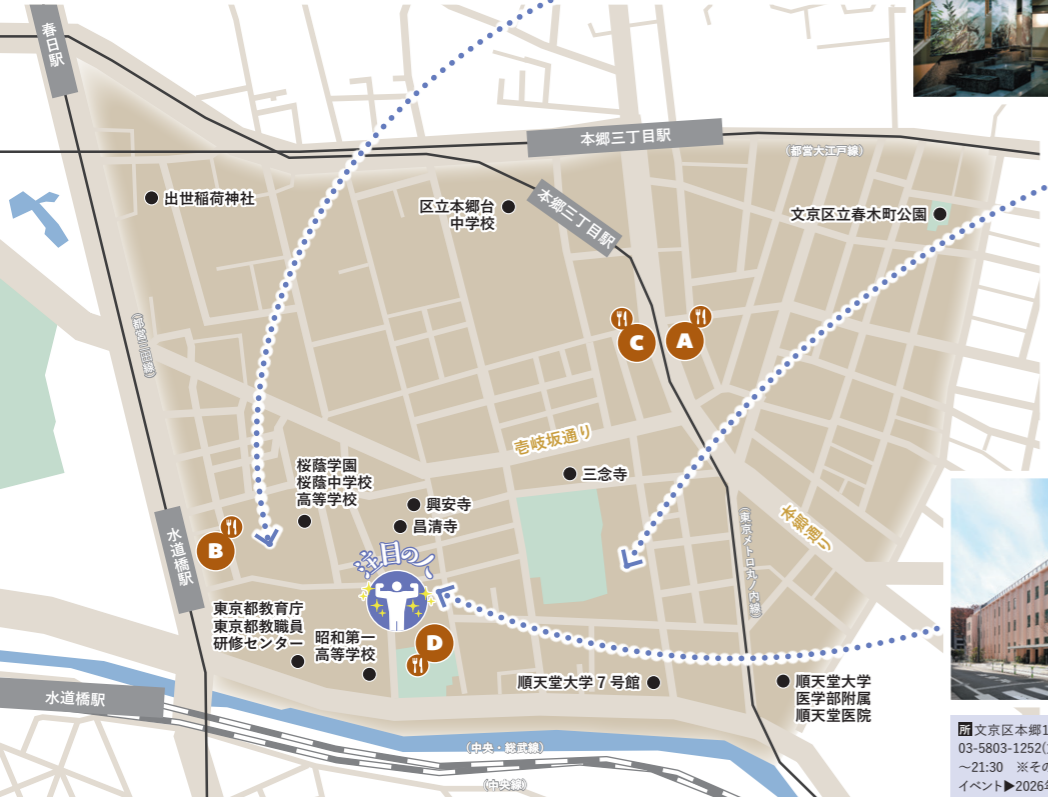 春日駅
本郷三丁目駅
(都営大江戸線)
出世稲荷神社
区立本郷台
中学校
本郷三丁目駅
文京区立春木町公園
(都営三田線)
C
A
壱岐坂通り
桜蔭学園
桜蔭中学校
高等学校
三念寺
興安寺
昌清寺
本郷通り
(東京メトロ丸ノ内線)
水道橋駅
B
注目の人
東京都教育庁
東京都教職員
研修センター
昭和第一
高等学校
D
順天堂大学7号館
順天堂大学
医学部附属
順天堂医院
水道橋駅
(中央・総武線)
(中央線)
所文京区本郷1
03-5803-1252(
～21:30 ※その
イベント▶2026年